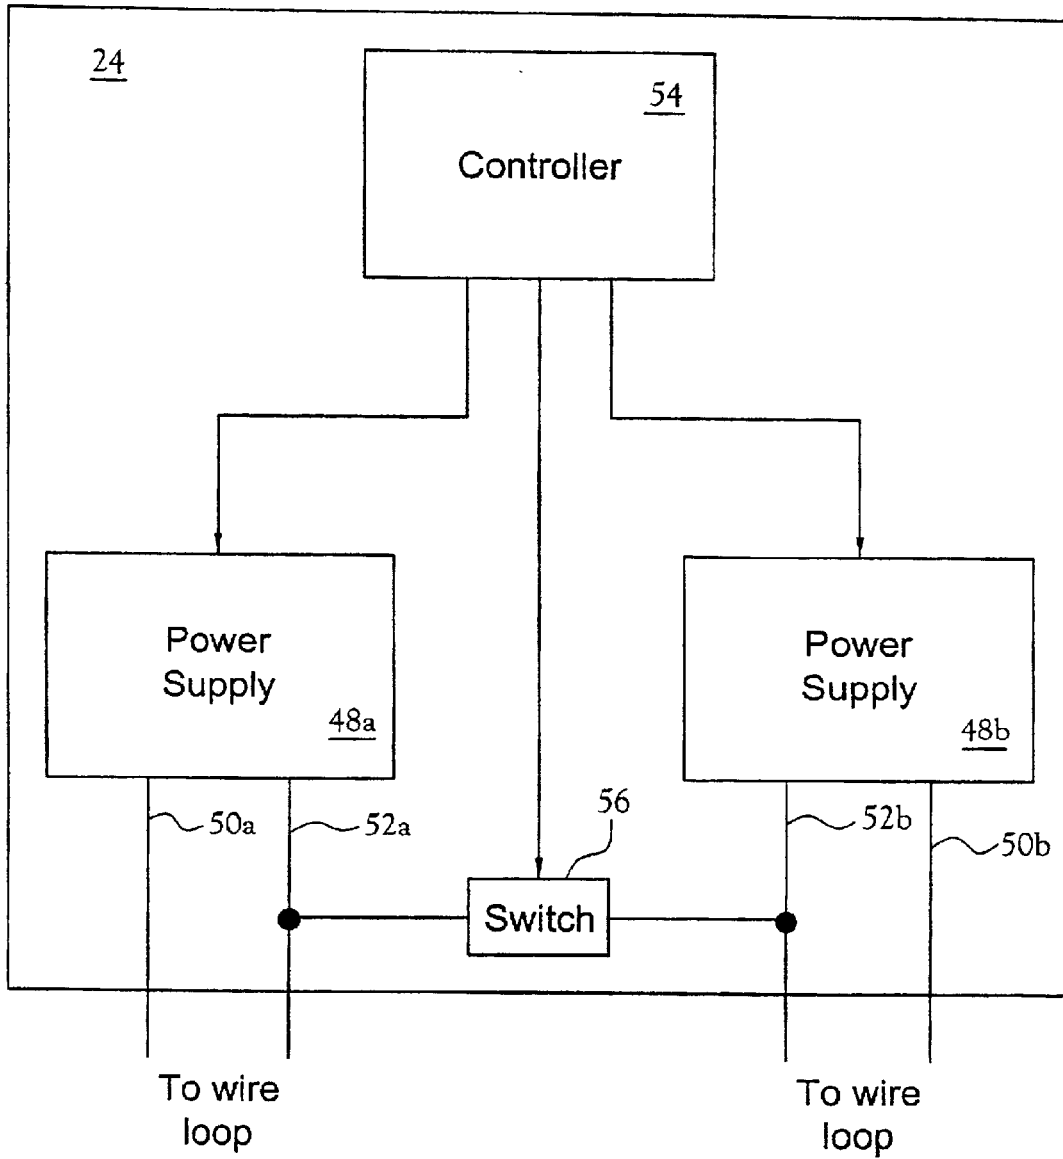 24
54
Controller
Power
Supply
48a
Power
Supply
48b
50a
52a
56
52b
50b
Switch
To wire
loop
To wire
loop